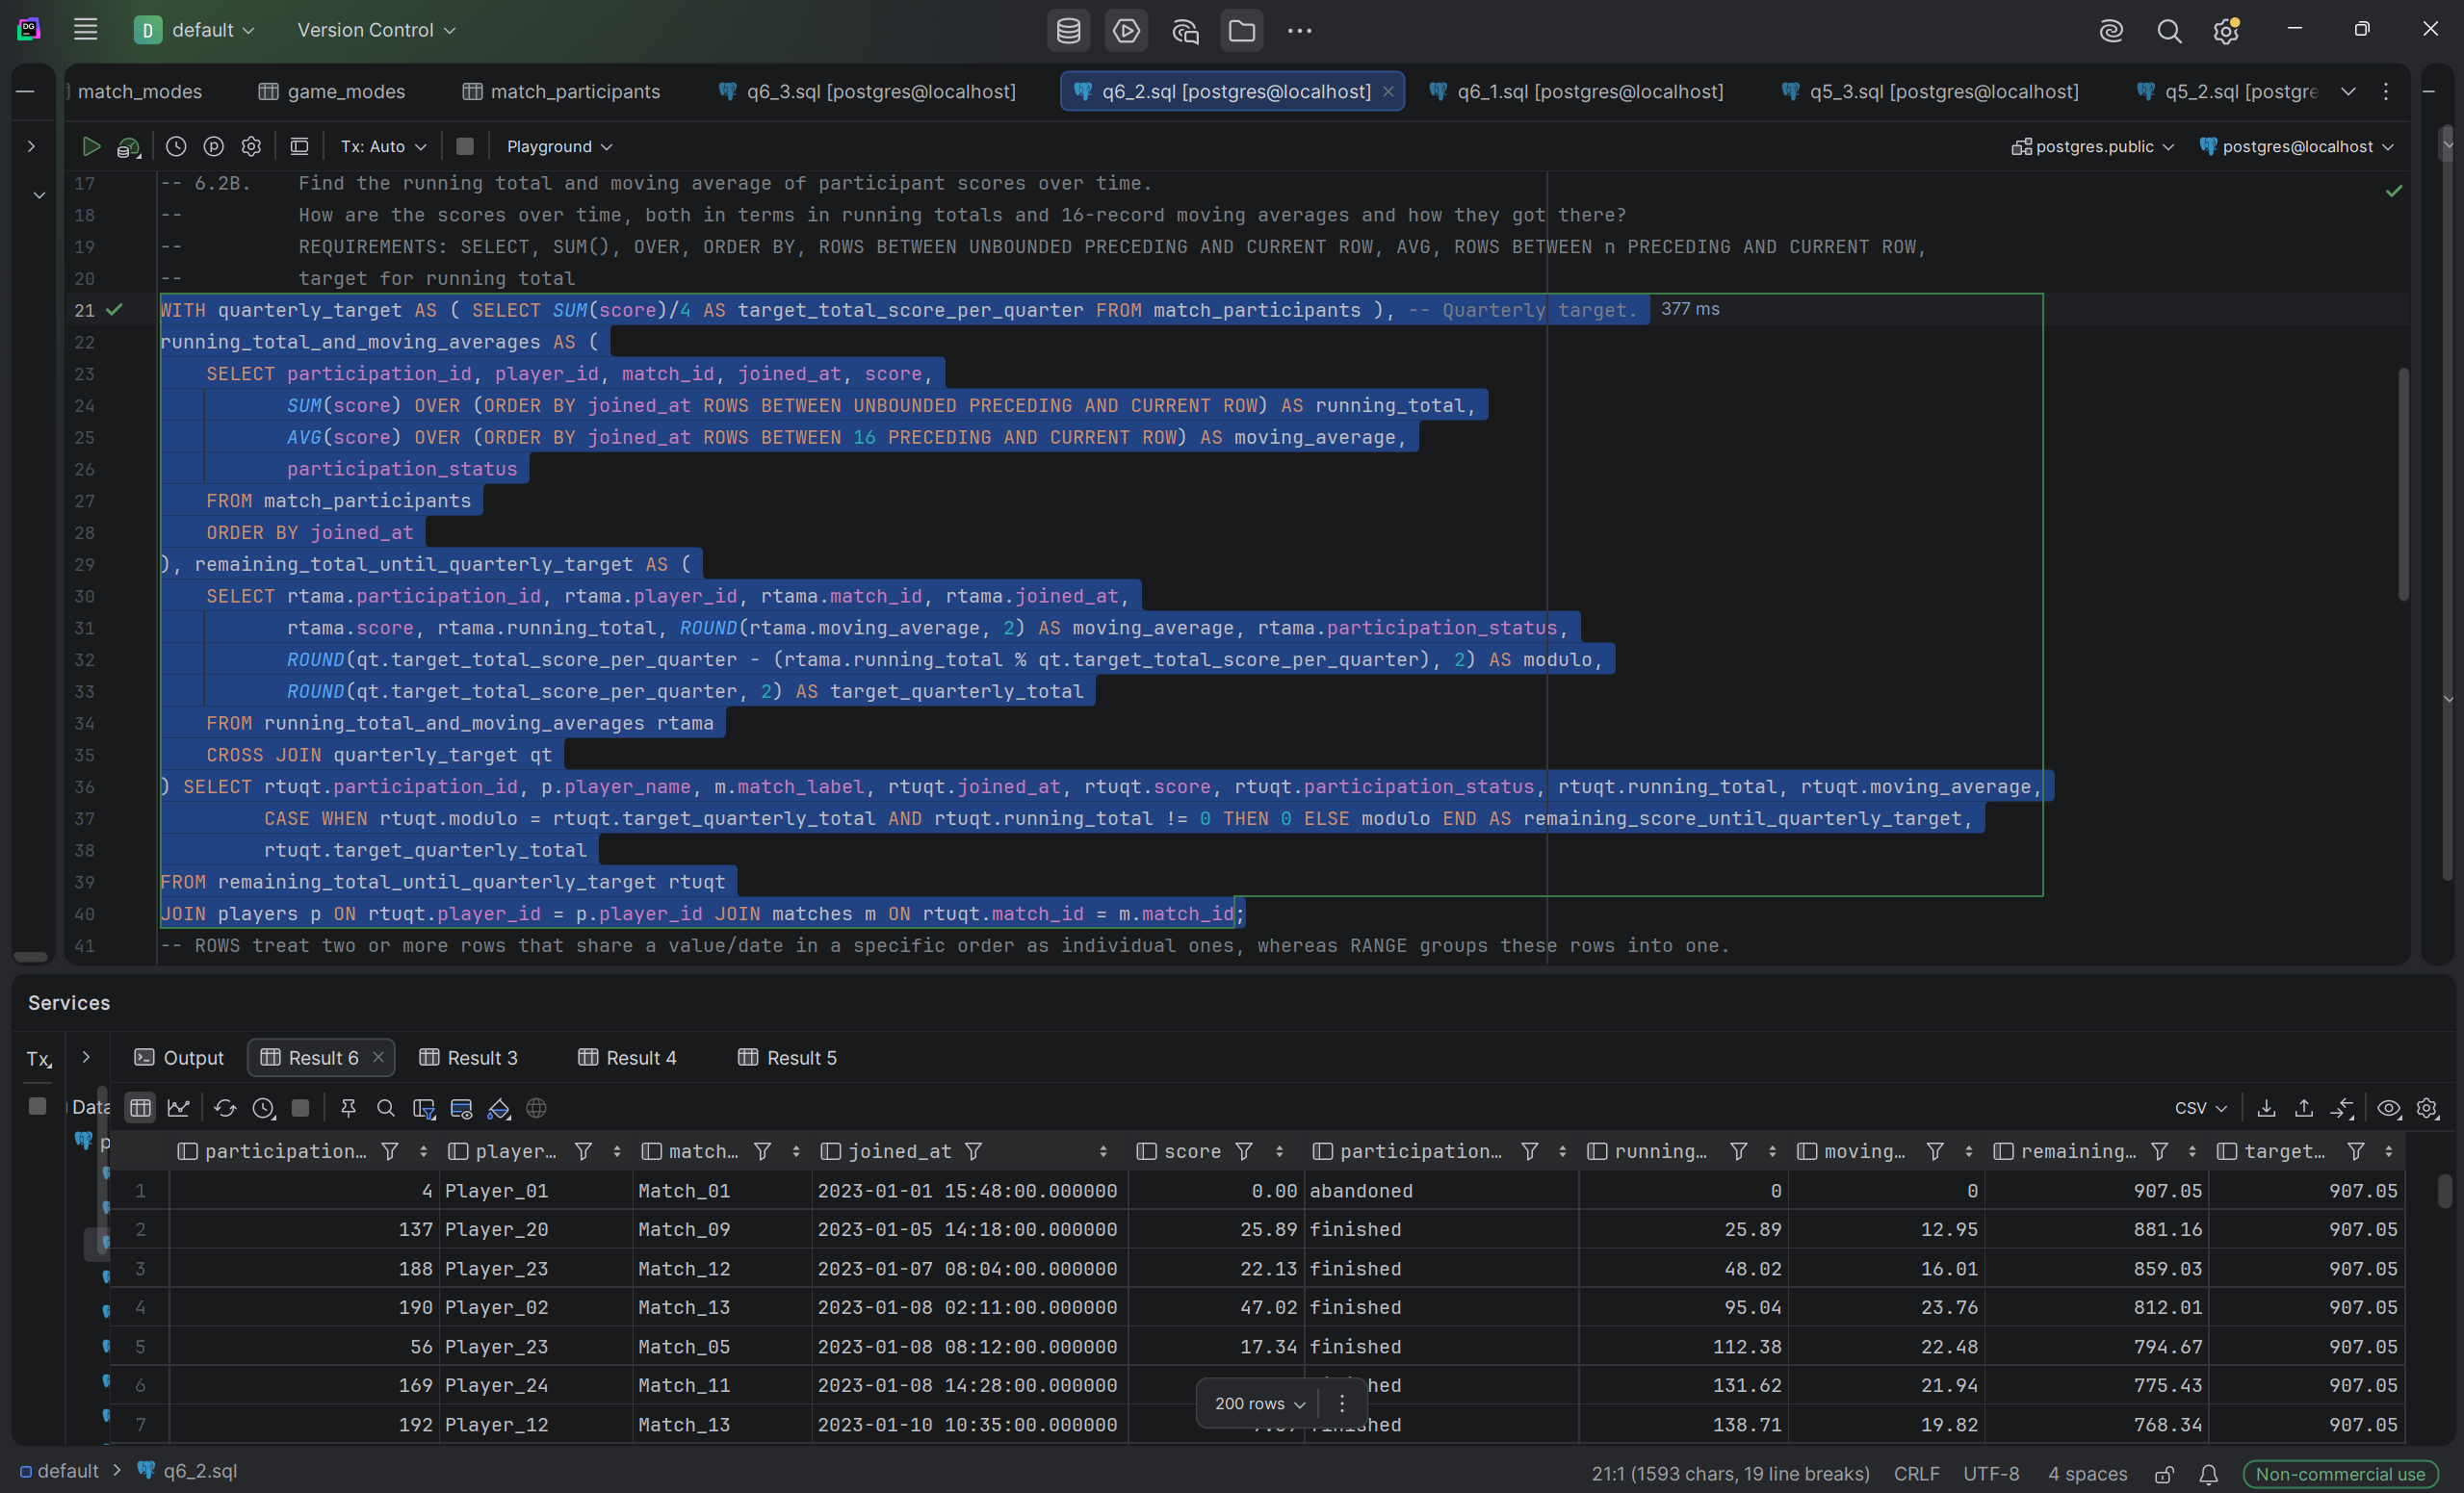 DG
D default
Version Control
match_modes
game_modes
match_participants
q6_3.sql [postgres@localhost]
q6_2.sql [postgres@localhost]
q6_1.sql [postgres@localhost]
q5_3.sql [postgres@localhost]
q5_2.sql [postgre
Tx: Auto
Playground
postgres.public
postgres@localhost
17 -- 6.2B. Find the running total and moving average of participant scores over time.
18 -- How are the scores over time, both in terms in running totals and 16-record moving averages and how they got there?
19 -- REQUIREMENTS: SELECT, SUM(), OVER, ORDER BY, ROWS BETWEEN UNBOUNDED PRECEDING AND CURRENT ROW, AVG, ROWS BETWEEN n PRECEDING AND CURRENT ROW,
20 -- target for running total
21 WITH quarterly_target AS ( SELECT SUM(score)/4 AS target_total_score_per_quarter FROM match_participants ), -- Quarterly target. 377 ms
22 running_total_and_moving_averages AS (
23 SELECT participation_id, player_id, match_id, joined_at, score,
24 SUM(score) OVER (ORDER BY joined_at ROWS BETWEEN UNBOUNDED PRECEDING AND CURRENT ROW) AS running_total,
25 AVG(score) OVER (ORDER BY joined_at ROWS BETWEEN 16 PRECEDING AND CURRENT ROW) AS moving_average,
26 participation_status
27 FROM match_participants
28 ORDER BY joined_at
29 ), remaining_total_until_quarterly_target AS (
30 SELECT rtama.participation_id, rtama.player_id, rtama.match_id, rtama.joined_at,
31 rtama.score, rtama.running_total, ROUND(rtama.moving_average, 2) AS moving_average, rtama.participation_status,
32 ROUND(qt.target_total_score_per_quarter - (rtama.running_total % qt.target_total_score_per_quarter), 2) AS modulo,
33 ROUND(qt.target_total_score_per_quarter, 2) AS target_quarterly_total
34 FROM running_total_and_moving_averages rtama
35 CROSS JOIN quarterly_target qt
36 ) SELECT rtuqt.participation_id, p.player_name, m.match_label, rtuqt.joined_at, rtuqt.score, rtuqt.participation_status, rtuqt.running_total, rtuqt.moving_average,
37 CASE WHEN rtuqt.modulo = rtuqt.target_quarterly_total AND rtuqt.running_total != 0 THEN 0 ELSE modulo END AS remaining_score_until_quarterly_target,
38 rtuqt.target_quarterly_total
39 FROM remaining_total_until_quarterly_target rtuqt
40 JOIN players p ON rtuqt.player_id = p.player_id JOIN matches m ON rtuqt.match_id = m.match_id;
41 -- ROWS treat two or more rows that share a value/date in a specific order as individual ones, whereas RANGE groups these rows into one.
Services
Tx
Output
Result 6
Result 3
Result 4
Result 5
Data
CSV
p
participation... player... match... joined_at score participation... running... moving... remaining... target...
1 4 Player_01 Match_01 2023-01-01 15:48:00.000000 0.00 abandoned 0 0 907.05 907.05
2 137 Player_20 Match_09 2023-01-05 14:18:00.000000 25.89 finished 25.89 12.95 881.16 907.05
3 188 Player_23 Match_12 2023-01-07 08:04:00.000000 22.13 finished 48.02 16.01 859.03 907.05
4 190 Player_02 Match_13 2023-01-08 02:11:00.000000 47.02 finished 95.04 23.76 812.01 907.05
5 56 Player_23 Match_05 2023-01-08 08:12:00.000000 17.34 finished 112.38 22.48 794.67 907.05
6 169 Player_24 Match_11 2023-01-08 14:28:00.000000 hed 131.62 21.94 775.43 907.05
200 rows
7 192 Player_12 Match_13 2023-01-10 10:35:00.000000 hed 138.71 19.82 768.34 907.05
default > q6_2.sql
21:1 (1593 chars, 19 line breaks) CRLF UTF-8 4 spaces Non-commercial use